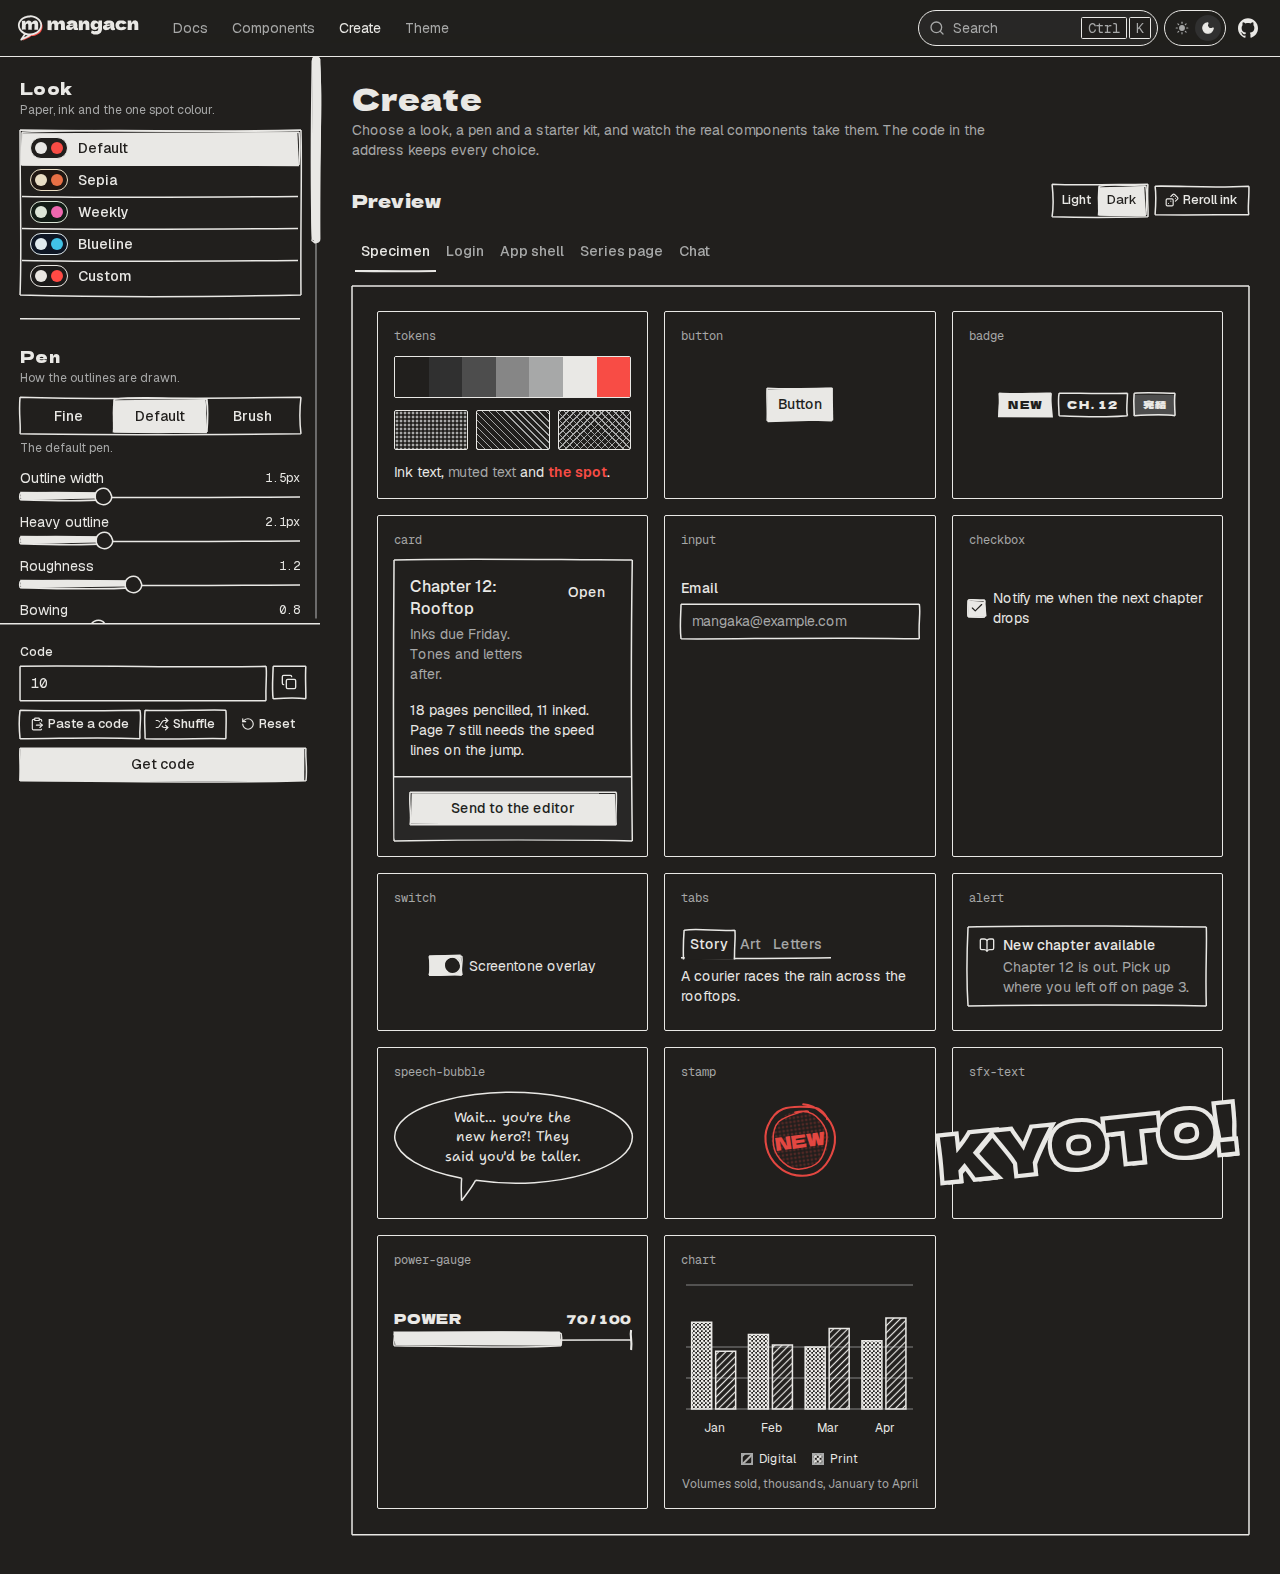 mangacn
Docs
Components
Create
Theme
Search
Ctrl K
Look
Paper, ink and the one spot colour.
Default
Sepia
Weekly
Blueline
Custom
Pen
How the outlines are drawn.
Fine
Default
Brush
The default pen.
Outline width 1.5px
Heavy outline 2.1px
Roughness 1.2
Bowing 0.8
Code
10
Paste a code
Shuffle
Reset
Get code
Create
Choose a look, a pen and a starter kit, and watch the real components take them. The code in the
address keeps every choice.
Preview
Light
Dark
Reroll ink
Specimen
Login
App shell
Series page
Chat
tokens
Ink text, muted text and the spot.
button
Button
badge
NEW
CH. 12
完結
card
Chapter 12:
Rooftop
Open
Inks due Friday.
Tones and letters
after.
18 pages pencilled, 11 inked.
Page 7 still needs the speed
lines on the jump.
Send to the editor
input
Email
mangaka@example.com
checkbox
Notify me when the next chapter
drops
switch
Screentone overlay
tabs
Story
Art
Letters
A courier races the rain across the
rooftops.
alert
New chapter available
Chapter 12 is out. Pick up
where you left off on page 3.
speech-bubble
Wait... you're the
new hero?! They
said you'd be taller.
stamp
NEW
sfx-text
KYOTO!
power-gauge
POWER 70/100
chart
Jan
Feb
Mar
Apr
Digital
Print
Volumes sold, thousands, January to April